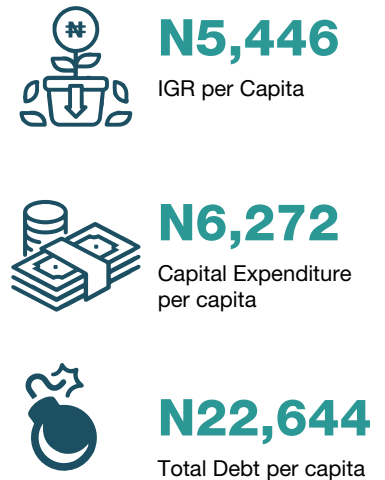 ₦
N5,446
IGR per Capita
N6,272
Capital Expenditure
per capita
N22,644
Total Debt per capita